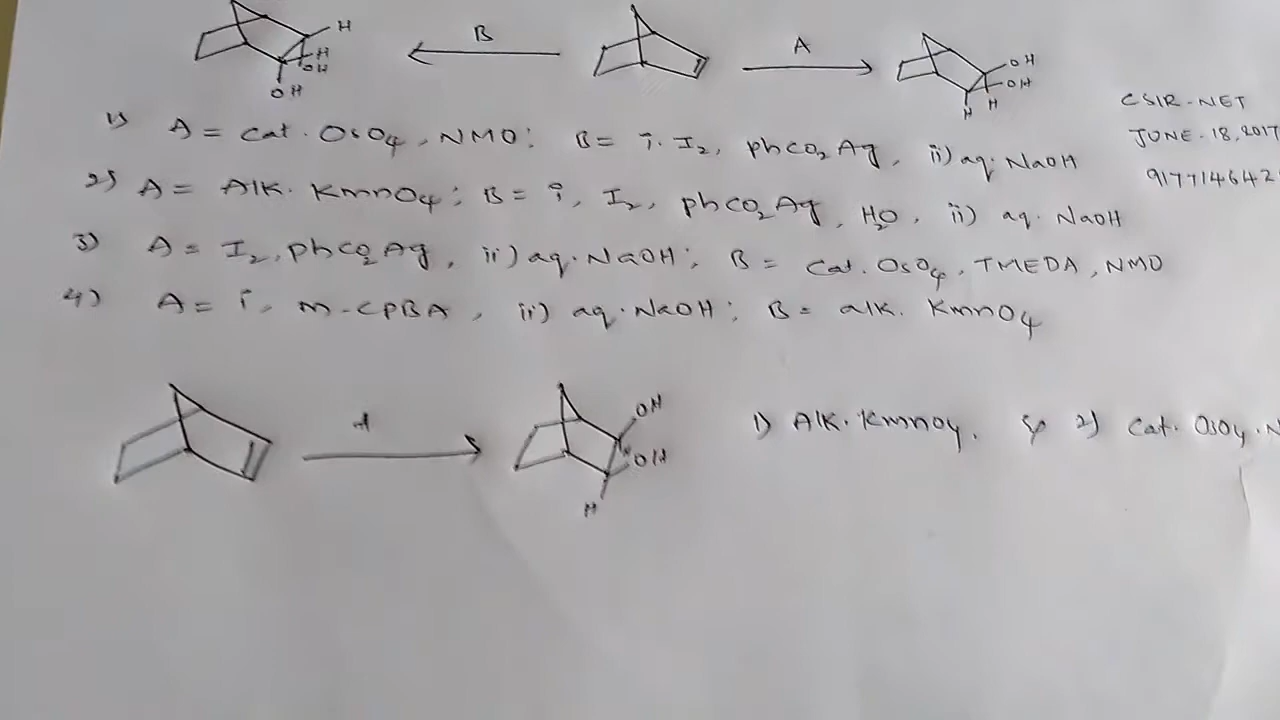 H
B
H
OH
OH
A
OH
OH
H
H
CSIR-NET
JUNE-18,2017
917714642
1) A = cat. OsO4, NMO; B = i. I2, phCO2Ag, ii) aq. NaOH
2) A = Alk. KmnO4; B = i, I2, phCO2Ag, H2O, ii) aq. NaOH
3) A = I2, phCO2Ag, ii) aq. NaOH; B = Cat. OsO4, TMEDA, NMO
4) A = i, m-CPBA, ii) aq. NaOH; B = alk. KmnO4
A
OH
OH
H
1) Alk. KmnO4. & 2) Cat. OsO4. N